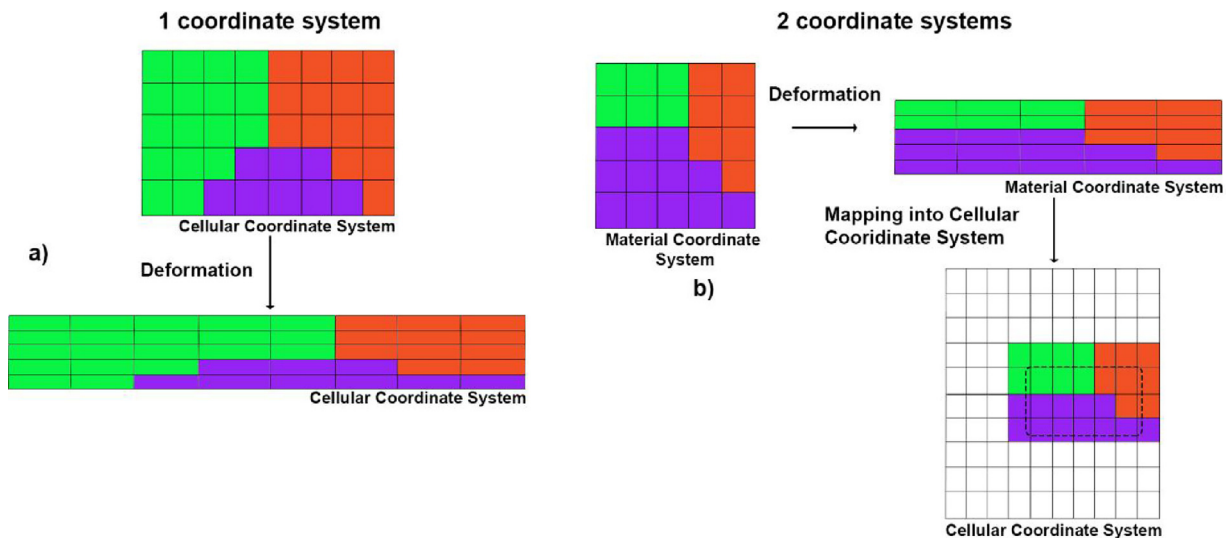 1 coordinate system
Cellular Coordinate System
a)
Deformation
Cellular Coordinate System
2 coordinate systems
Deformation
Material Coordinate
System
Material Coordinate System
b)
Mapping into Cellular
Cooridinate System
Cellular Coordinate System